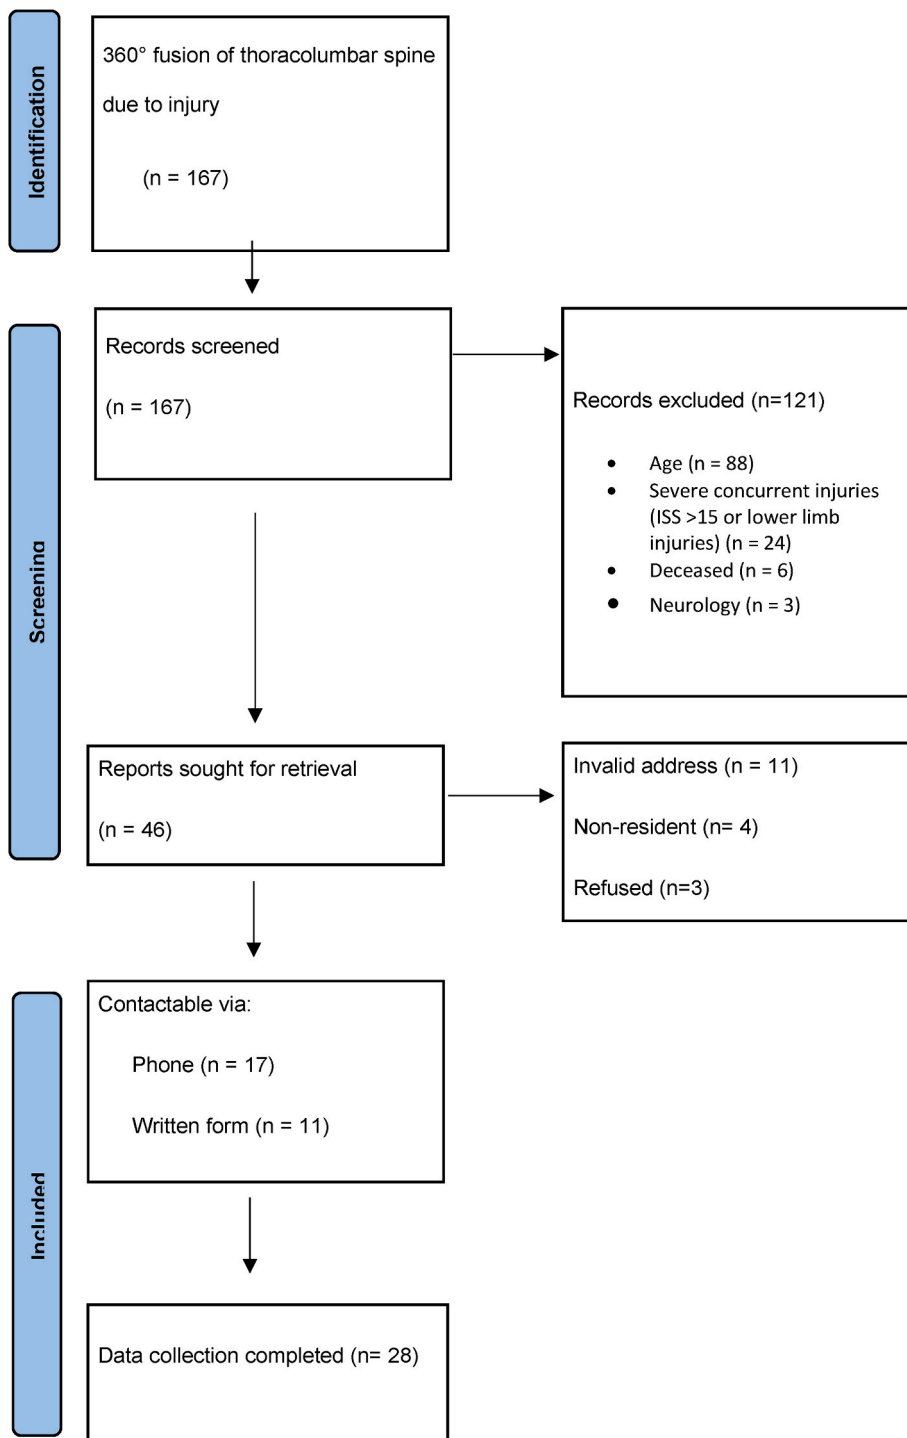 Identification
360° fusion of thoracolumbar spine
due to injury
(n = 167)
Screening
Records screened
(n = 167)
Records excluded (n=121)
• Age (n = 88)
• Severe concurrent injuries
(ISS >15 or lower limb
injuries) (n = 24)
• Deceased (n = 6)
• Neurology (n = 3)
Reports sought for retrieval
(n = 46)
Invalid address (n = 11)
Non-resident (n= 4)
Refused (n=3)
Included
Contactable via:
Phone (n = 17)
Written form (n = 11)
Data collection completed (n= 28)